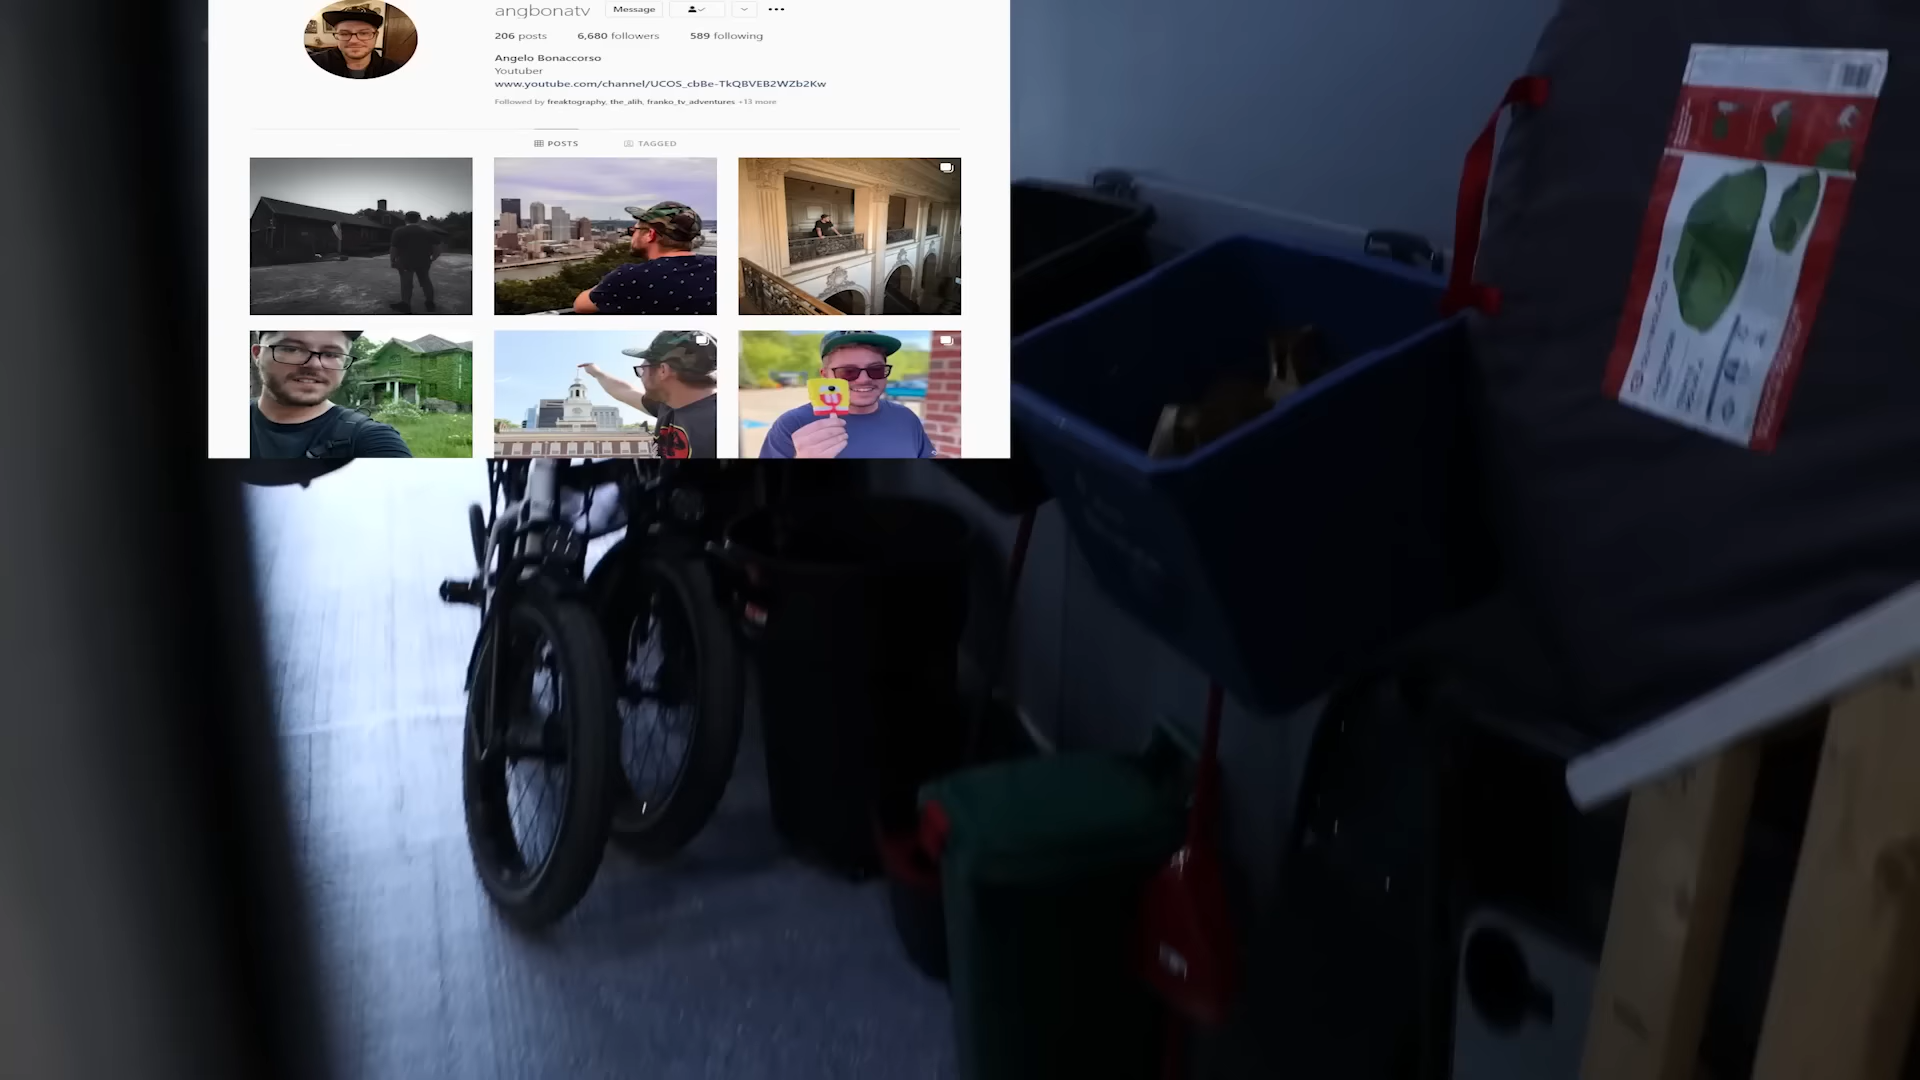 angbonatv Message
206 posts 6,680 followers 589 following
Angelo Bonaccorso
Youtuber
www.youtube.com/channel/UCOS_cbBe-TkQBVEB2WZb2Kw
Followed by freaktography, the_alih, franko_tv_adventures +13 more
POSTS TAGGED